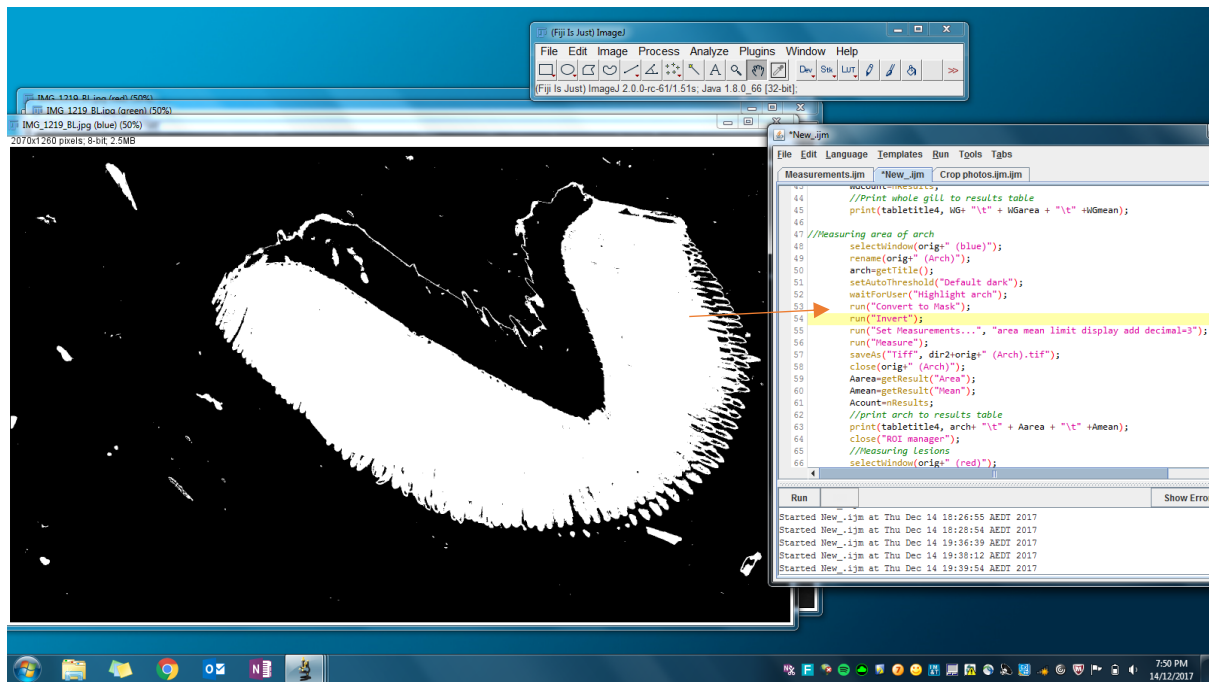 (Fiji Is Just) ImageJ
File Edit Image Process Analyze Plugins Window Help
Dev Stk LUT >>
(Fiji Is Just) ImageJ 2.0.0-rc-61/1.51s; Java 1.8.0_66 [32-bit];
IMG_1219_BL.jpg (red) (50%)
IMG_1219_BL.jpg (green) (50%)
IMG_1219_BL.jpg (blue) (50%)
2070x1260 pixels; 8-bit; 2.5MB
*New_.ijm
File Edit Language Templates Run Tools Tabs
Measurements.ijm *New_.ijm Crop photos.ijm.ijm
43 WGcount=nResults;
44 //Print whole gill to results table
45 print(tabletitle4, WG+ "\t" + WGarea + "\t" +WGmean);
46
47 //Measuring area of arch
48 selectWindow(orig+" (blue)");
49 rename(orig+" (Arch)");
50 arch=getTitle();
51 setAutoThreshold("Default dark");
52 waitForUser("Highlight arch");
53 run("Convert to Mask");
54 run("Invert");
55 run("Set Measurements...", "area mean limit display add decimal=3");
56 run("Measure");
57 saveAs("Tiff", dir2+orig+" (Arch).tif");
58 close(orig+" (Arch)");
59 Aarea=getResult("Area");
60 Amean=getResult("Mean");
61 Acount=nResults;
62 //print arch to results table
63 print(tabletitle4, arch+ "\t" + Aarea + "\t" +Amean);
64 close("ROI manager");
65 //Measuring lesions
66 selectWindow(orig+" (red)");
Run Show Erro
Started New_.ijm at Thu Dec 14 18:26:55 AEDT 2017
Started New_.ijm at Thu Dec 14 18:28:54 AEDT 2017
Started New_.ijm at Thu Dec 14 19:36:39 AEDT 2017
Started New_.ijm at Thu Dec 14 19:38:12 AEDT 2017
Started New_.ijm at Thu Dec 14 19:39:54 AEDT 2017
7:50 PM
14/12/2017